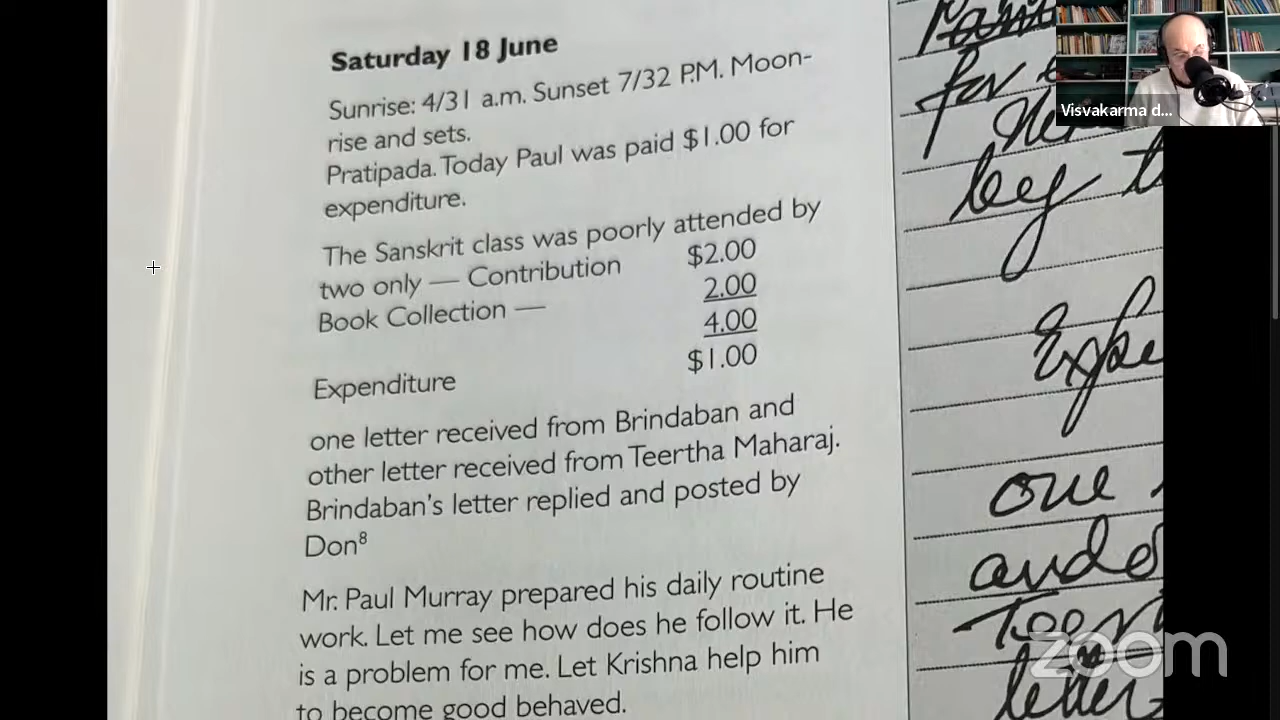 Saturday 18 June
Sunrise: 4/31 a.m. Sunset 7/32 P.M. Moon-
rise and sets.
Pratipada. Today Paul was paid $1.00 for
expenditure.
The Sanskrit class was poorly attended by
two only — Contribution $2.00
Book Collection — 2.00
4.00
Expenditure $1.00
one letter received from Brindaban and
other letter received from Teertha Maharaj.
Brindaban's letter replied and posted by
Don⁸
Mr. Paul Murray prepared his daily routine
work. Let me see how does he follow it. He
is a problem for me. Let Krishna help him
to become good behaved.
for
Expe
one
and o
Teert
letter
Visvakarma d...
zoom